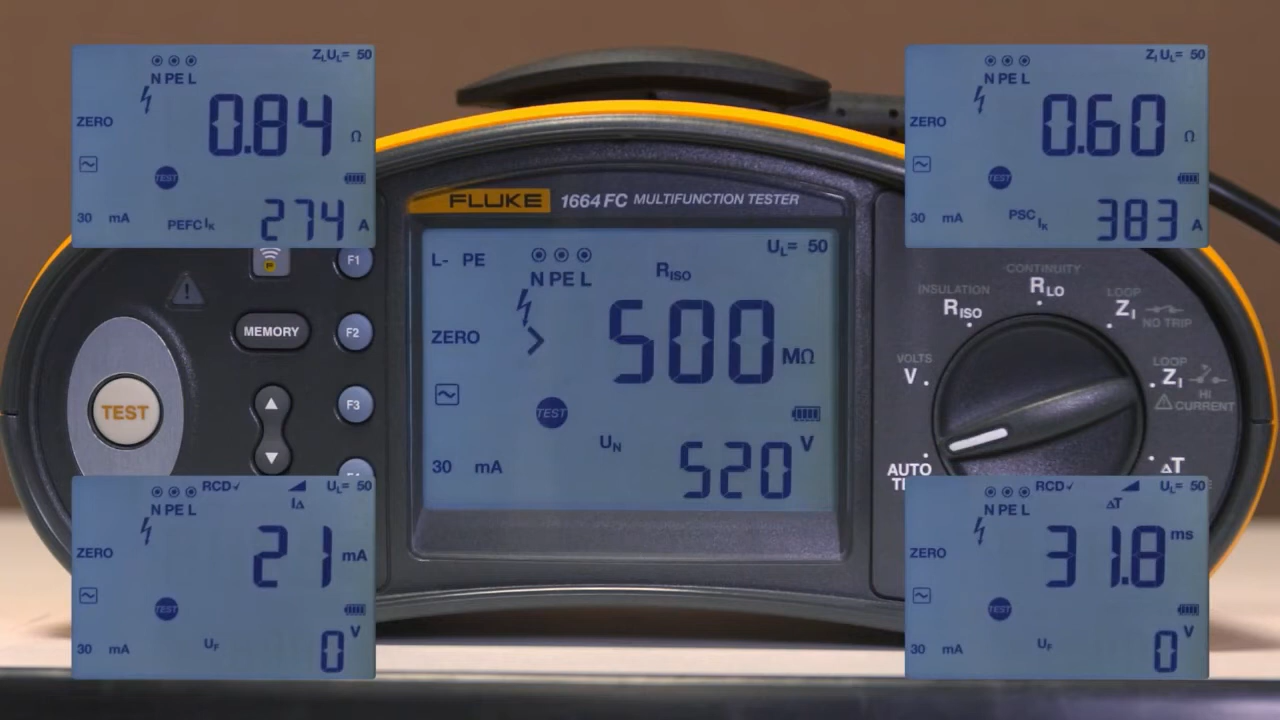 ZL UL= 50
N PE L
ZERO
0.84 Ω
TEST
30 mA
PEFC IK
274 A
ZI UL= 50
N PE L
ZERO
0.60 Ω
TEST
30 mA
PSC IK
383 A
FLUKE 1664 FC MULTIFUNCTION TESTER
F1
MEMORY
F2
F3
TEST
L- PE
UL= 50
N PE L
RISO
ZERO
> 500 MΩ
TEST
UN
30 mA
520 V
CONTINUITY
RLO
INSULATION
RISO
LOOP
ZI
NO TRIP
VOLTS
V
LOOP
ZI
HI
CURRENT
AUTO
ΔT
RCD√ UL= 50
N PE L
IΔ
ZERO
21 mA
TEST
30 mA
UF
0 V
RCD√ UL= 50
N PE L
ΔT
ZERO
31.8 ms
TEST
30 mA
UF
0 V